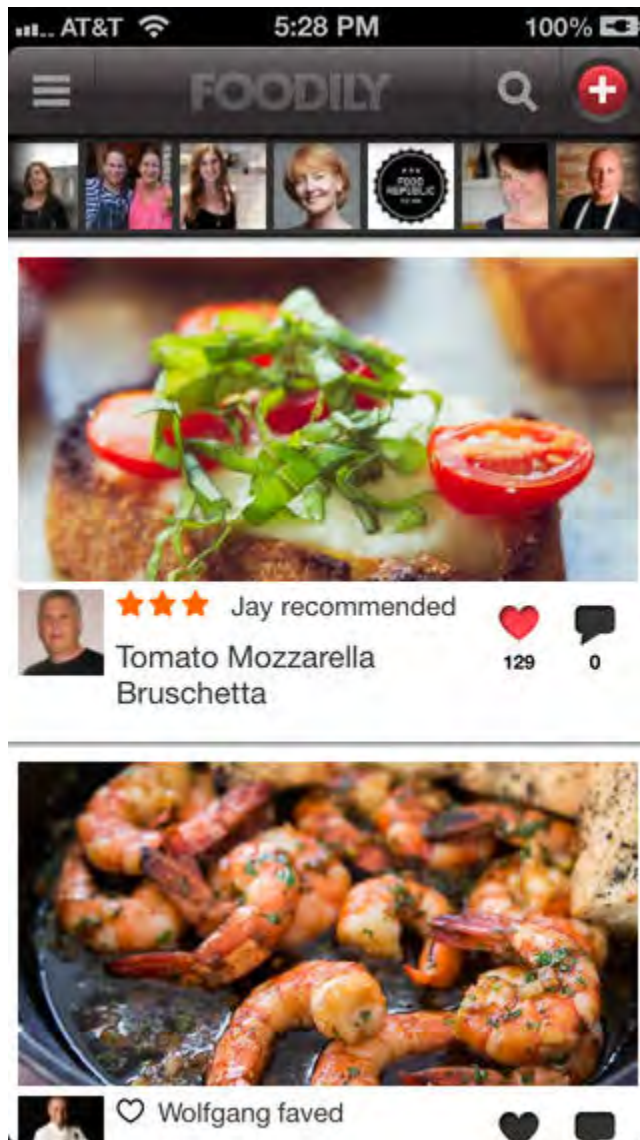 AT&T 5:28 PM 100%
FOODILY
FOOD
REPUBLIC
Jay recommended
Tomato Mozzarella
Bruschetta
129 0
Wolfgang faved